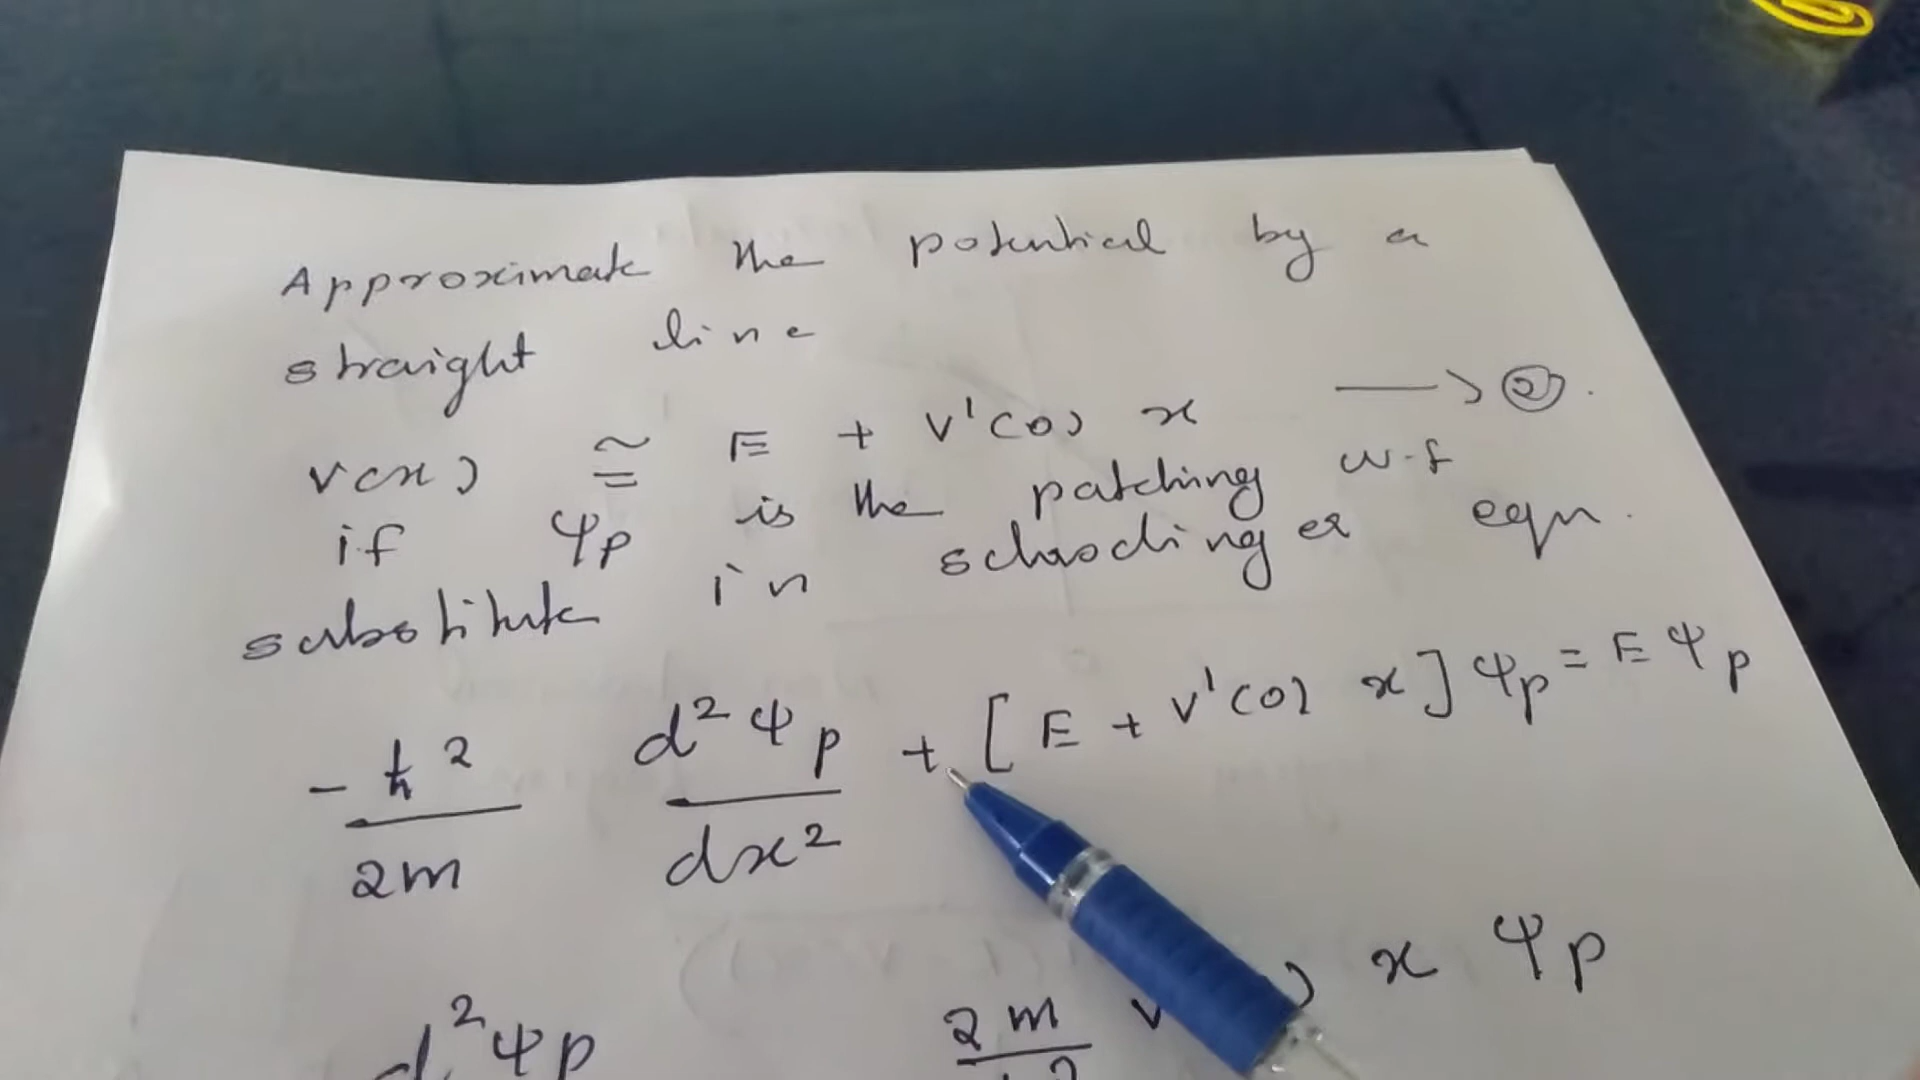 Approximate the potential by a
straight line
V(x) ≅ E + V'(0) x → ②.
if ψp is the patching w.f
substitute in schrodinger eqn.
-ħ²/2m d²ψp/dx² + [E + V'(0) x] ψp = E ψp
d²ψp 2m x ψp